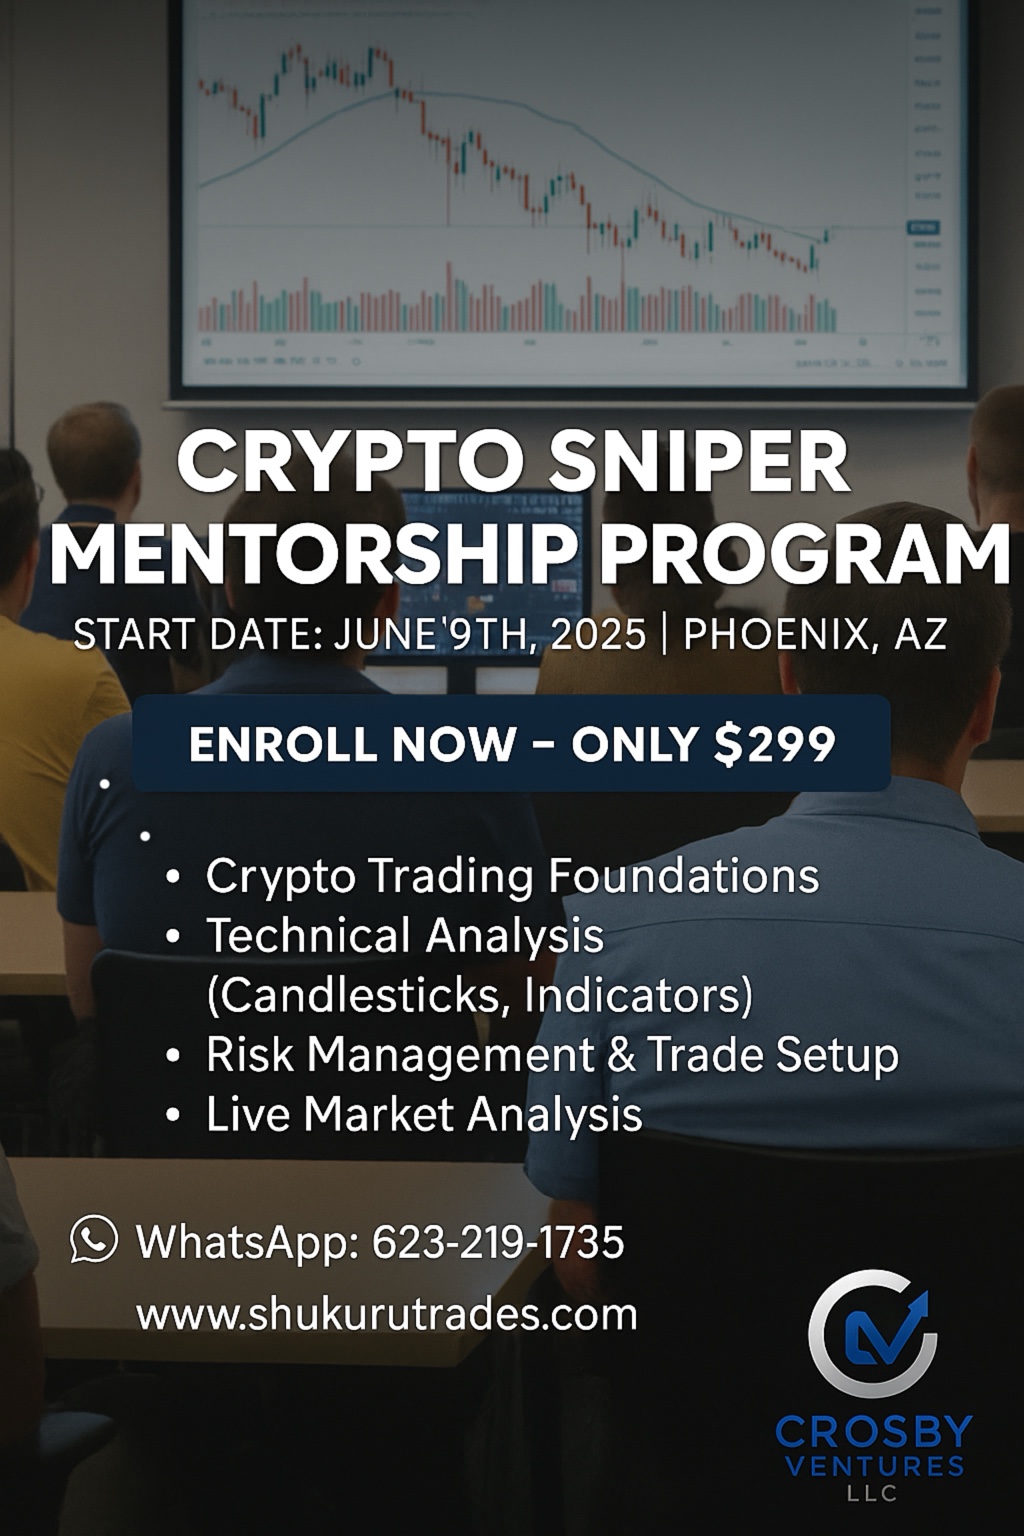 CRYPTO SNIPER
MENTORSHIP PROGRAM
START DATE: JUNE'9TH, 2025 | PHOENIX, AZ
ENROLL NOW – ONLY $299
•
•
• Crypto Trading Foundations
• Technical Analysis
(Candlesticks, Indicators)
• Risk Management & Trade Setup
• Live Market Analysis
WhatsApp: 623-219-1735
www.shukurutrades.com
CROSBY
VENTURES
LLC